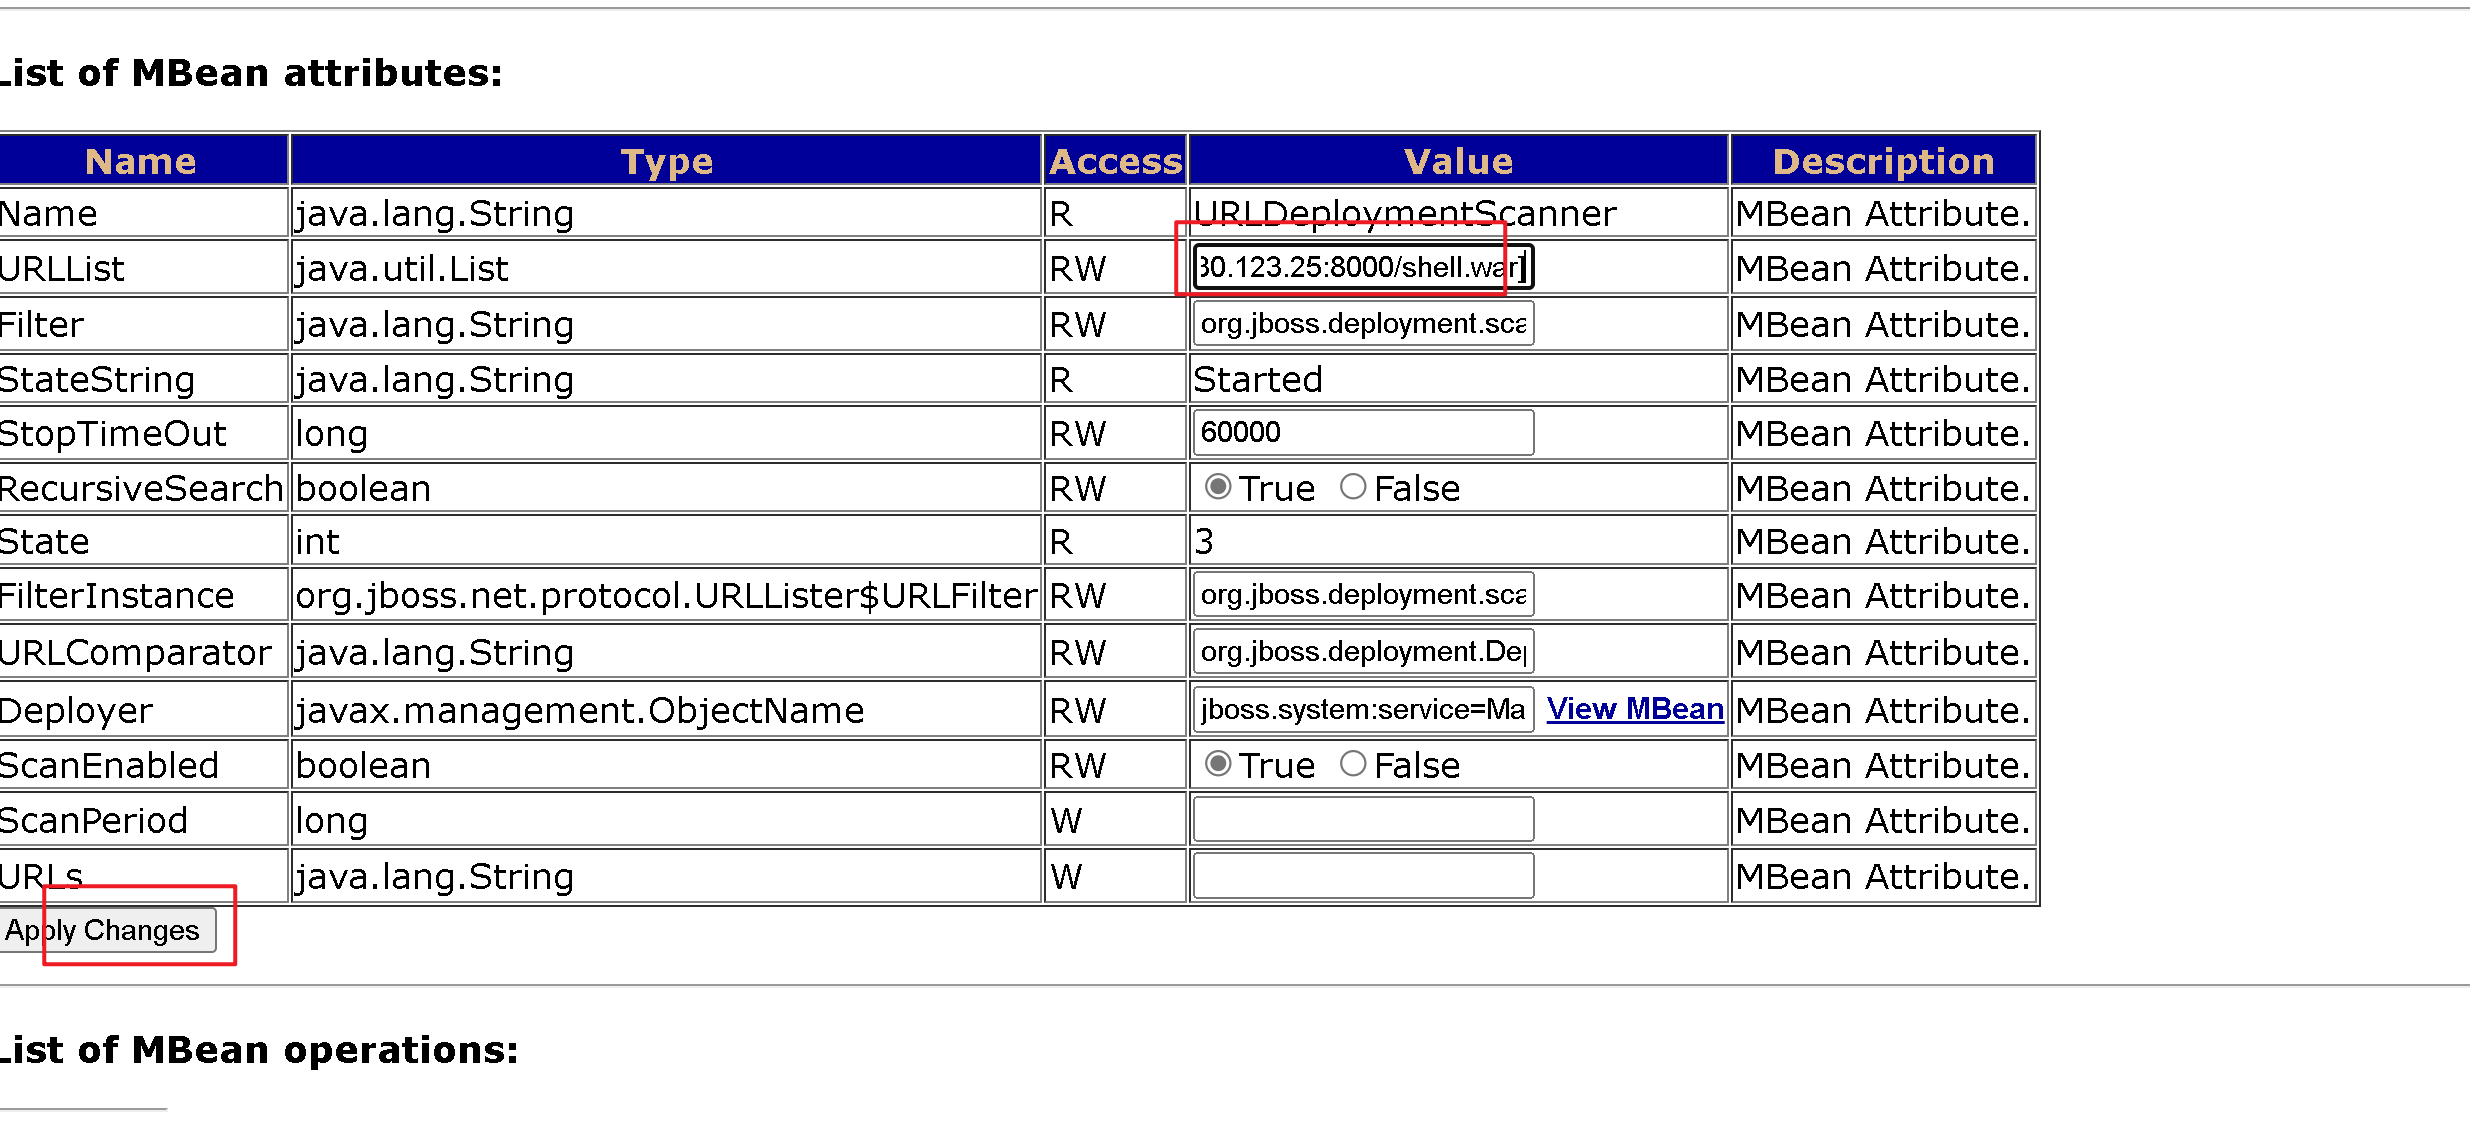 List of MBean attributes:
Name Type Access Value Description
Name java.lang.String R URLDeploymentScanner MBean Attribute.
URLList java.util.List RW 30.123.25:8000/shell.war] MBean Attribute.
Filter java.lang.String RW org.jboss.deployment.sca MBean Attribute.
StateString java.lang.String R Started MBean Attribute.
StopTimeOut long RW 60000 MBean Attribute.
RecursiveSearch boolean RW True False MBean Attribute.
State int R 3 MBean Attribute.
FilterInstance org.jboss.net.protocol.URLLister$URLFilter RW org.jboss.deployment.sca MBean Attribute.
URLComparator java.lang.String RW org.jboss.deployment.Dep MBean Attribute.
Deployer javax.management.ObjectName RW jboss.system:service=Ma View MBean MBean Attribute.
ScanEnabled boolean RW True False MBean Attribute.
ScanPeriod long W MBean Attribute.
URLs java.lang.String W MBean Attribute.
Apply Changes
List of MBean operations: